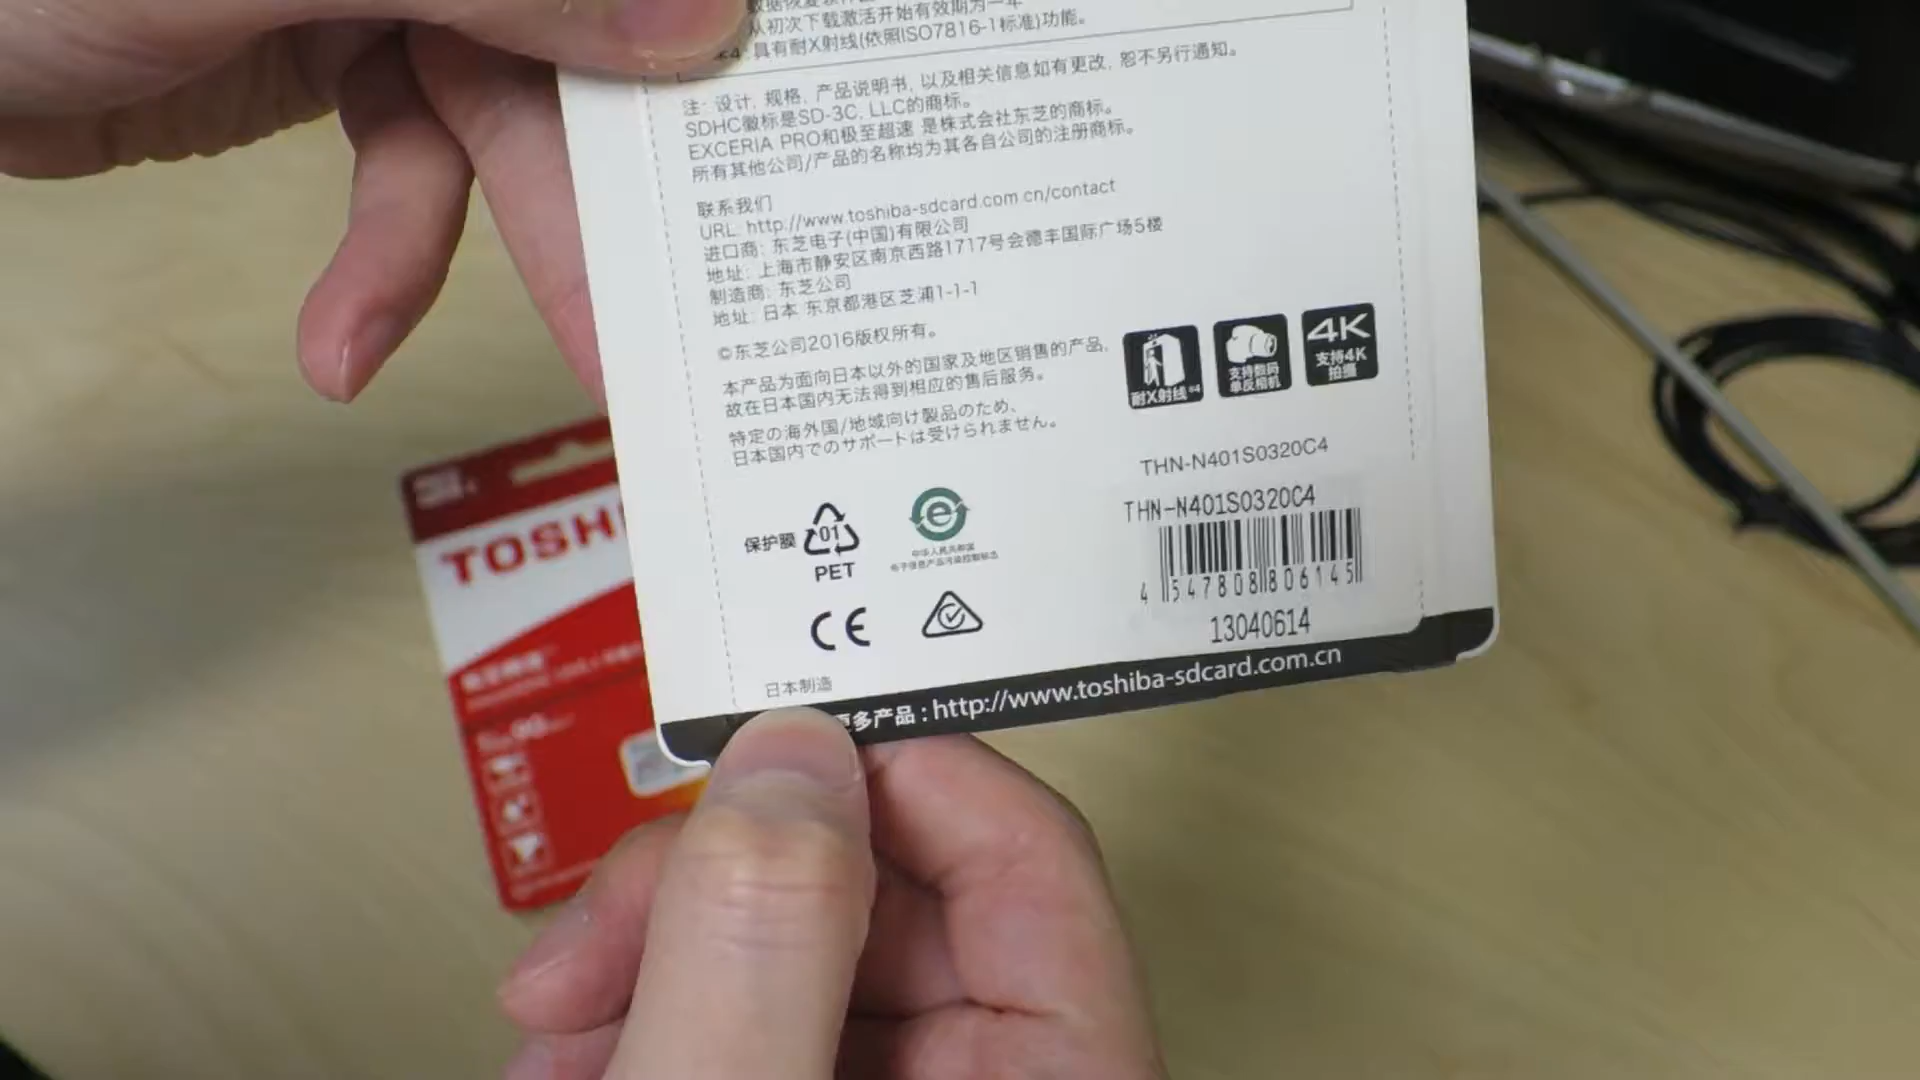 从初次下载激活开始有效期为一年
*4: 具有耐X射线(依照ISO7816-1标准)功能。
注: 设计, 规格, 产品说明书, 以及相关信息如有更改, 恕不另行通知。
SDHC徽标是SD-3C, LLC的商标。
EXCERIA PRO和极至超速 是株式会社东芝的商标。
所有其他公司/产品的名称均为其各自公司的注册商标。
联系我们
URL: http://www.toshiba-sdcard.com.cn/contact
进口商: 东芝电子(中国)有限公司
地址: 上海市静安区南京西路1717号会德丰国际广场5楼
制造商: 东芝公司
地址: 日本 东京都港区芝浦1-1-1
©东芝公司2016版权所有。
本产品为面向日本以外的国家及地区销售的产品,
故在日本国内无法得到相应的售后服务。
特定の海外国/地域向け製品のため、
日本国内でのサポートは受けられません。
耐X射线*4
支持数码
单反相机
4K
支持4K
拍摄
THN-N401S0320C4
THN-N401S0320C4
4 547808 806145
13040614
保护膜
01
PET
e
中华人民共和国
电子信息产品污染控制标志
CE
日本制造
更多产品 : http://www.toshiba-sdcard.com.cn
TOSH